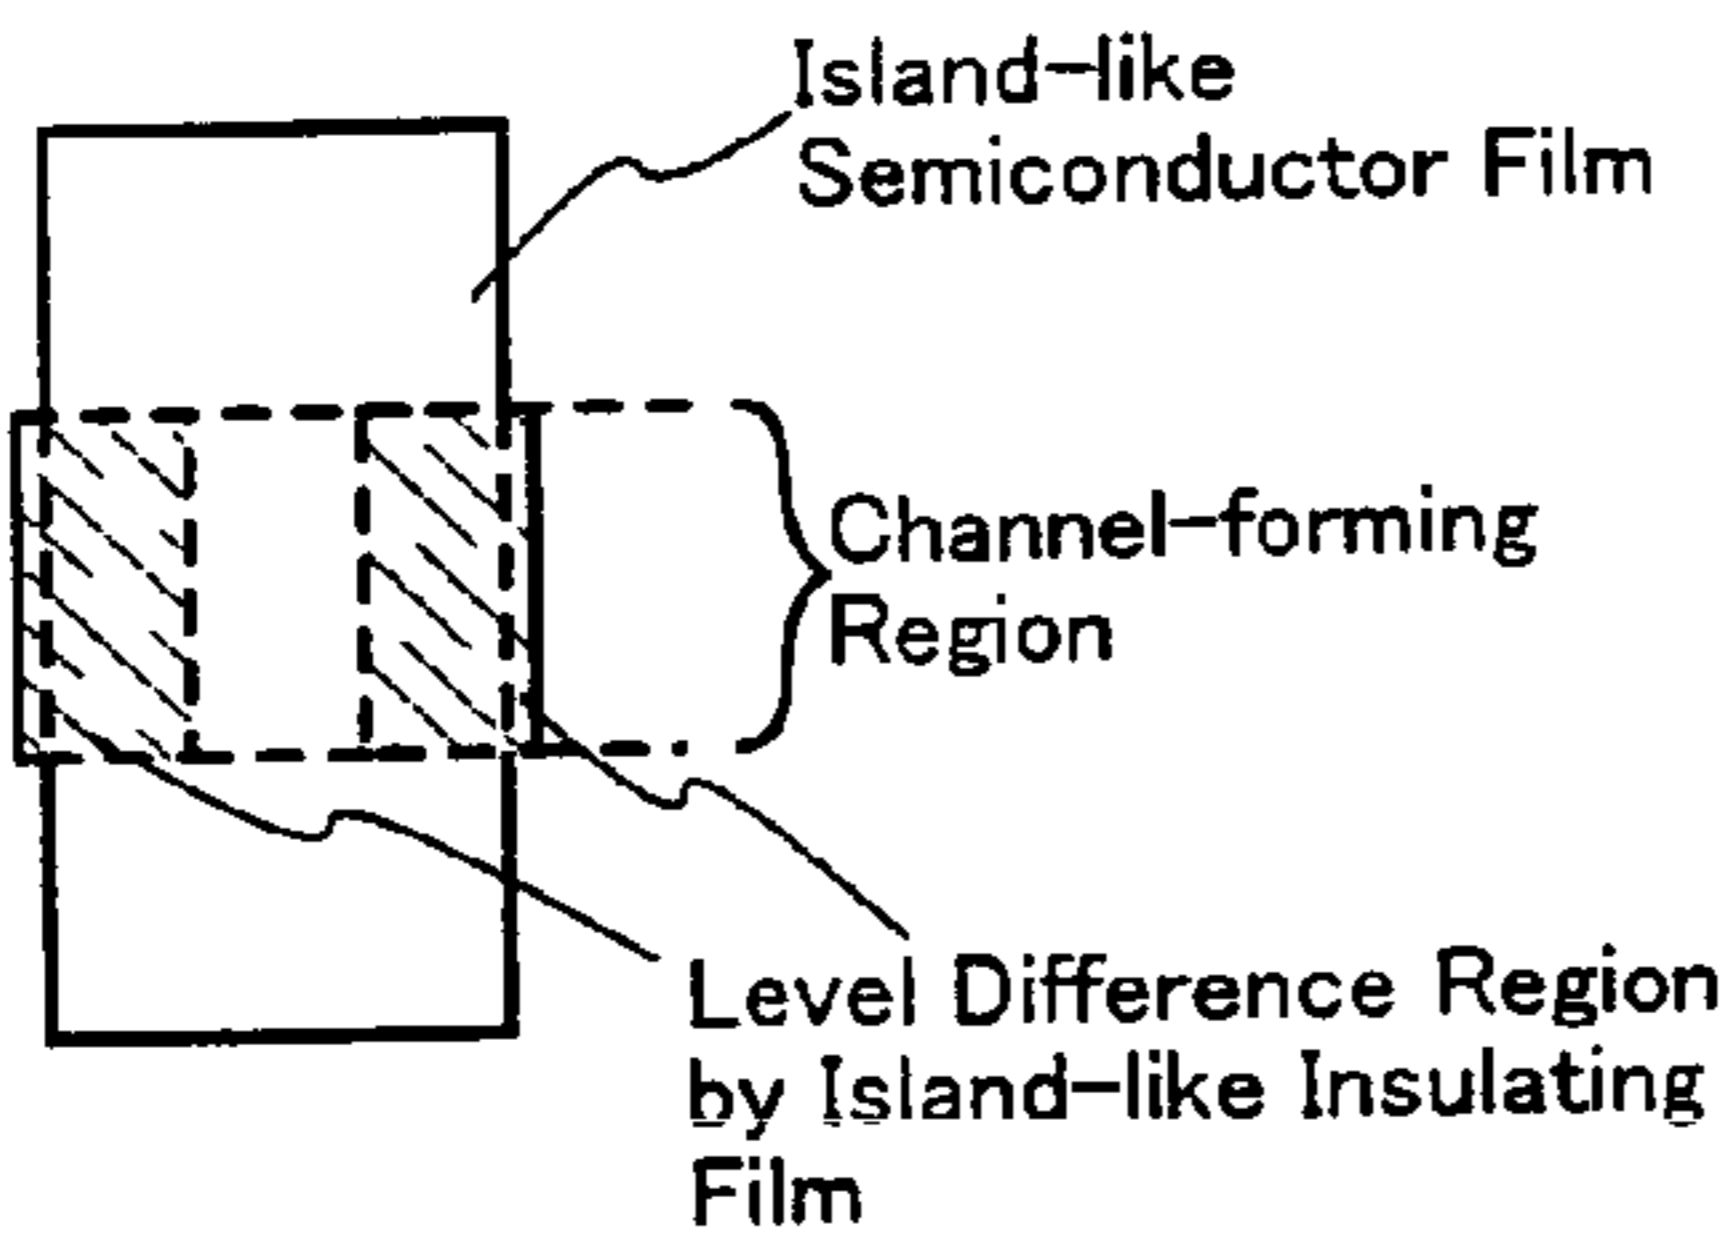 Island-like
Semiconductor Film
Channel-forming
Region
Level Difference Region
by Island-like Insulating
Film